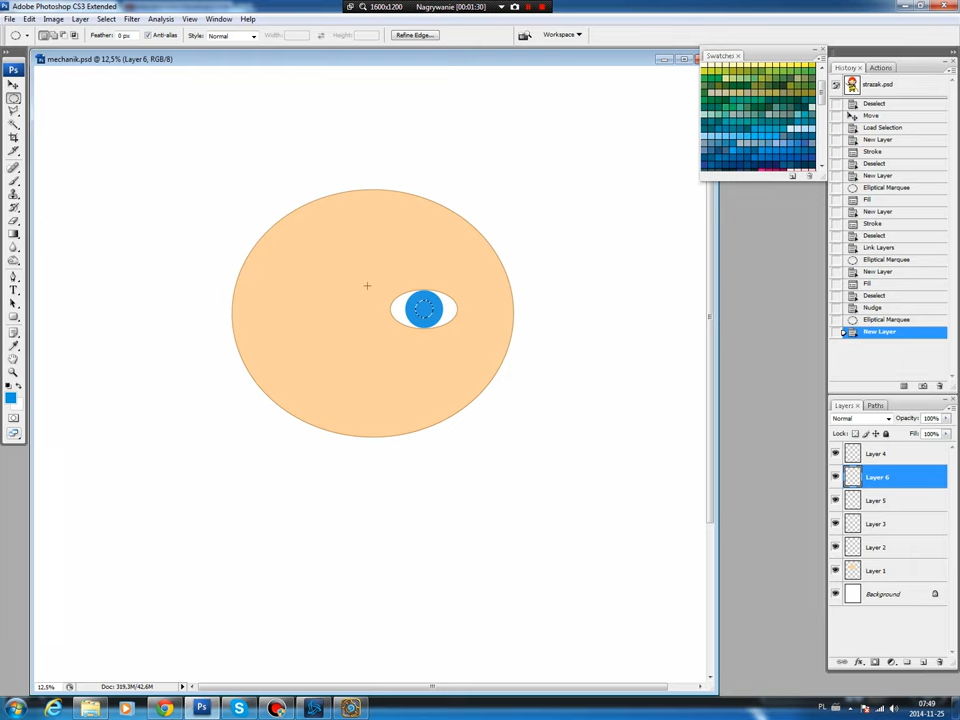 Adobe Photoshop CS3 Extended
1600x1200
Nagrywanie [00:01:30]
File Edit Image Layer Select Filter Analysis View Window Help
Feather: 0 px
Anti-alias
Style: Normal
Width:
Height:
Refine Edge...
Workspace
mechanik.psd @ 12,5% (Layer 6, RGB/8)
Swatches
History
Actions
strazak.psd
Deselect
Move
Load Selection
New Layer
Stroke
Deselect
New Layer
Elliptical Marquee
Fill
New Layer
Stroke
Deselect
Link Layers
Elliptical Marquee
New Layer
Fill
Deselect
Nudge
Elliptical Marquee
New Layer
Layers
Paths
Normal
Opacity: 100%
Lock:
Fill: 100%
Layer 4
Layer 6
Layer 5
Layer 3
Layer 2
Layer 1
Background
12,5%
Doc: 319,3M/42,6M
PL
07:49
2014-11-25